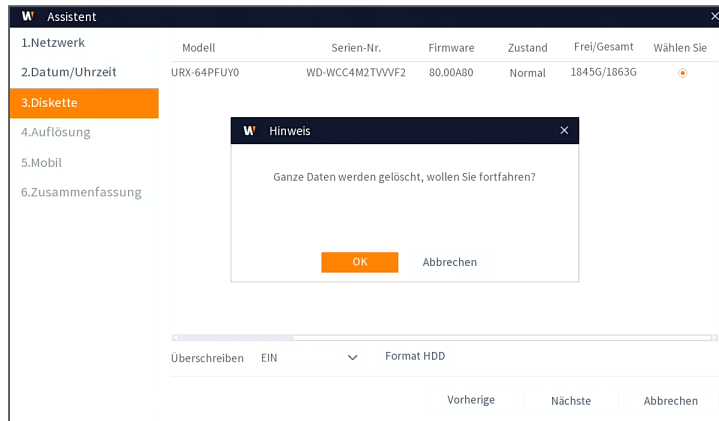 Assistent
1.Netzwerk
2.Datum/Uhrzeit
3.Diskette
4.Auflösung
5.Mobil
6.Zusammenfassung
Modell Serien-Nr. Firmware Zustand Frei/Gesamt Wählen Sie
URX-64PFUY0 WD-WCC4M2TVVVF2 80.00A80 Normal 1845G/1863G
Hinweis
Ganze Daten werden gelöscht, wollen Sie fortfahren?
OK Abbrechen
Überschreiben EIN Format HDD
Vorherige Nächste Abbrechen